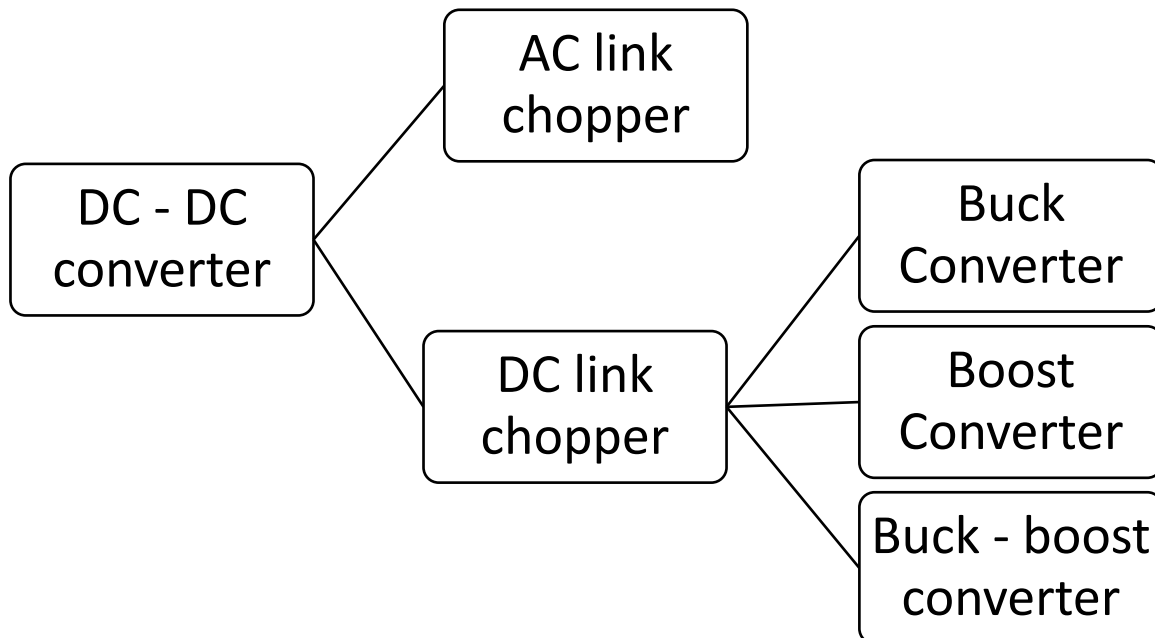 AC link
chopper
DC - DC
converter
Buck
Converter
DC link
chopper
Boost
Converter
Buck - boost
converter